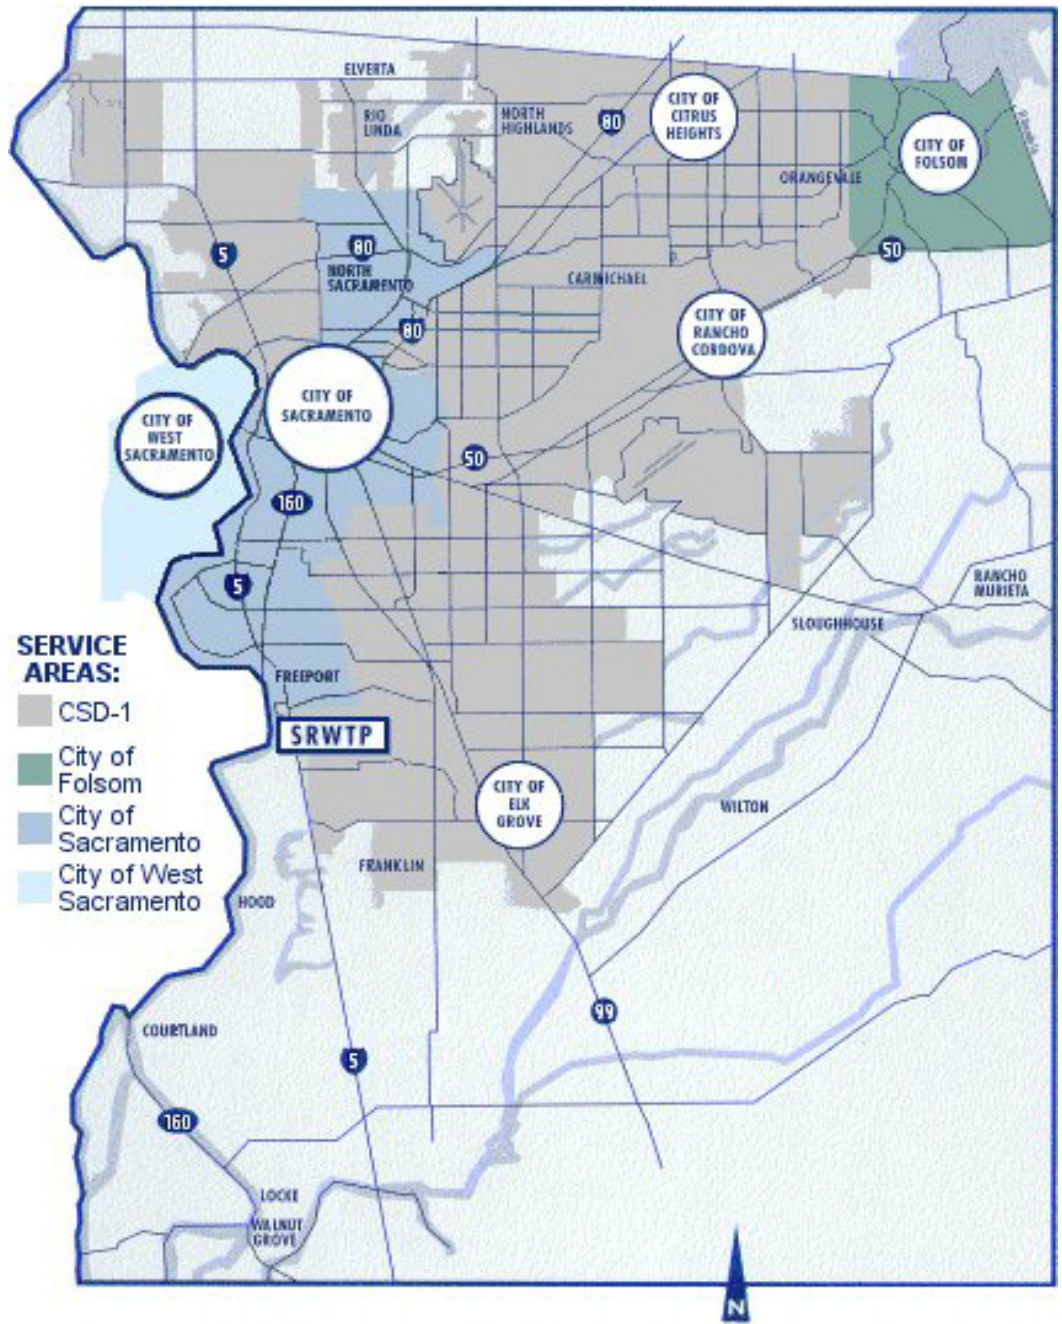 ELVERTA
RIO
LINDA
NORTH
HIGHLANDS
80
CITY OF
CITRUS
HEIGHTS
CITY OF
FOLSOM
ORANGEVALE
5
80
NORTH
SACRAMENTO
CARMICHAEL
50
80
CITY OF
RANCHO
CORDOVA
CITY OF
SACRAMENTO
CITY OF
WEST
SACRAMENTO
50
160
5
RANCHO
MURIETA
SLOUGHHOUSE
SERVICE
AREAS:
CSD-1
City of
Folsom
City of
Sacramento
City of West
Sacramento
FREEPORT
SRWTP
CITY OF
ELK
GROVE
WILTON
FRANKLIN
HOOD
99
COURTLAND
5
160
LOCKE
WALNUT
GROVE
N